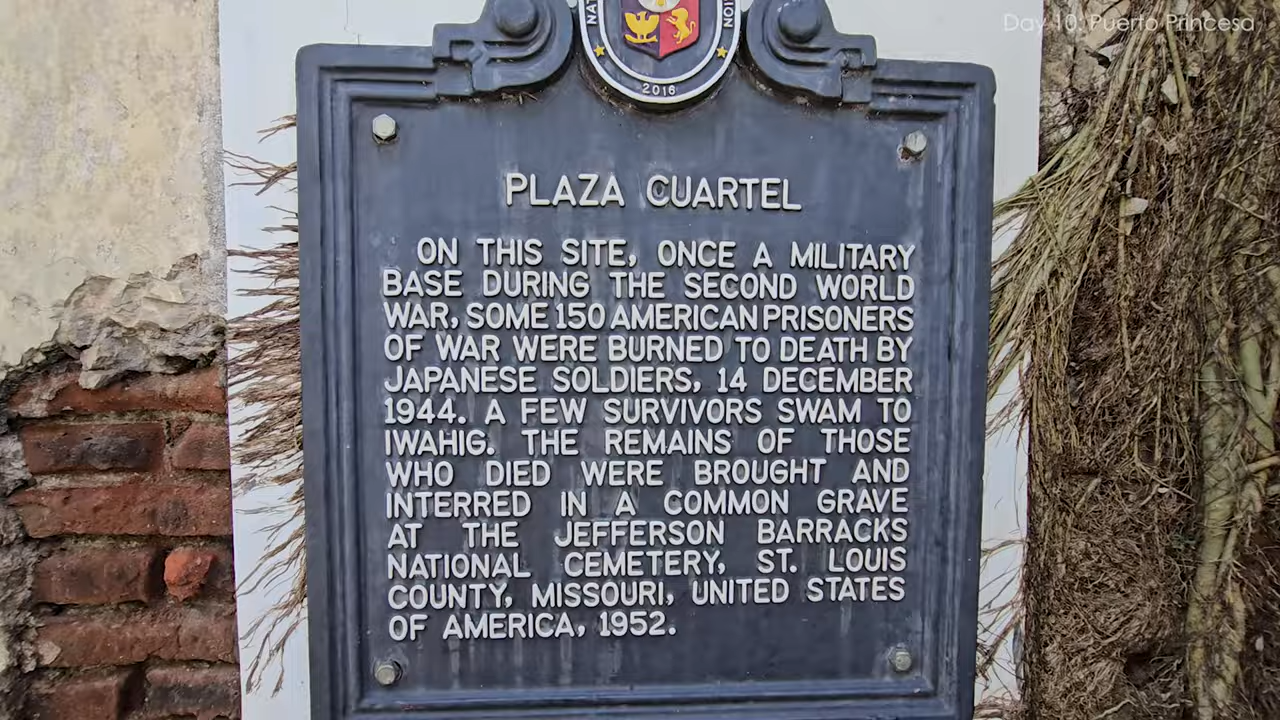 Day 10: Puerto Princesa
2016
PLAZA CUARTEL
ON THIS SITE, ONCE A MILITARY
BASE DURING THE SECOND WORLD
WAR, SOME 150 AMERICAN PRISONERS
OF WAR WERE BURNED TO DEATH BY
JAPANESE SOLDIERS, 14 DECEMBER
1944. A FEW SURVIVORS SWAM TO
IWAHIG. THE REMAINS OF THOSE
WHO DIED WERE BROUGHT AND
INTERRED IN A COMMON GRAVE
AT THE JEFFERSON BARRACKS
NATIONAL CEMETERY, ST. LOUIS
COUNTY, MISSOURI, UNITED STATES
OF AMERICA, 1952.